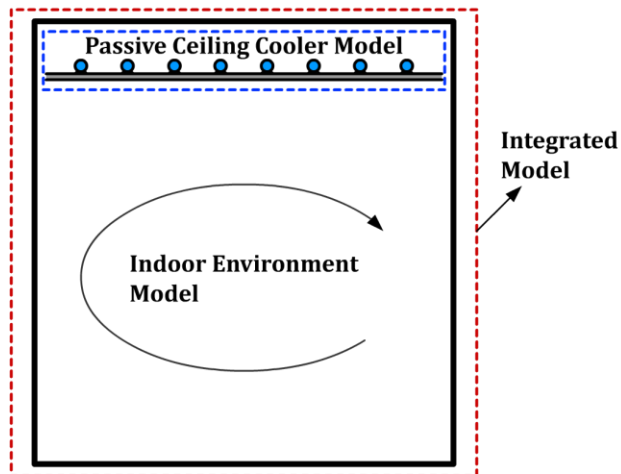 Passive Ceiling Cooler Model
Integrated
Model
Indoor Environment
Model